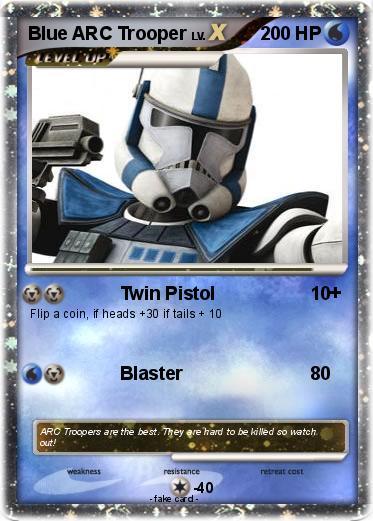 Blue ARC Trooper LV. X 200 HP
LEVEL UP
Twin Pistol 10+
Flip a coin, if heads +30 if tails + 10
Blaster 80
ARC Troopers are the best. They are hard to be killed so watch
out!
weakness resistance retreat cost
-40
- fake card -